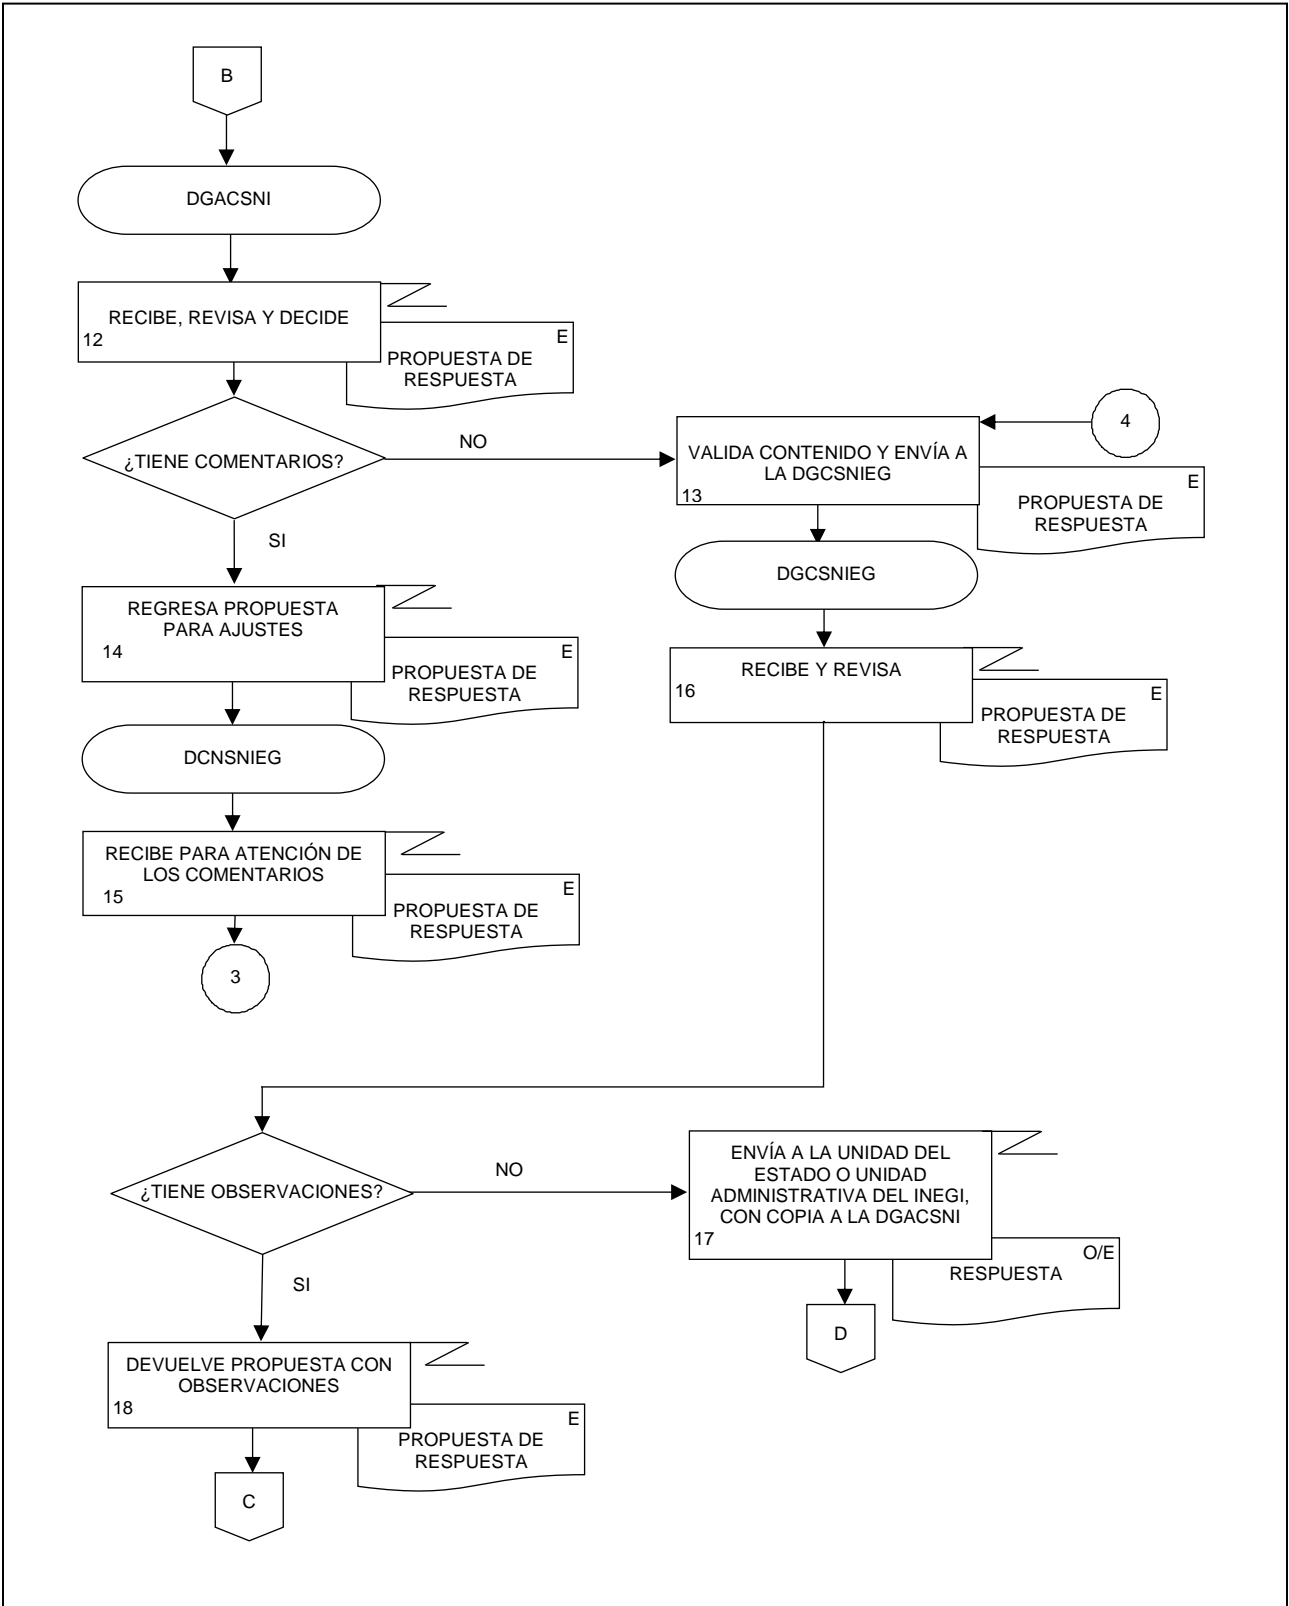 B
DGACSNI
RECIBE, REVISA Y DECIDE
12
E
PROPUESTA DE
RESPUESTA
¿TIENE COMENTARIOS?
NO
SI
4
VALIDA CONTENIDO Y ENVÍA A
LA DGCSNIEG
13
E
PROPUESTA DE
RESPUESTA
DGCSNIEG
REGRESA PROPUESTA
PARA AJUSTES
14
E
PROPUESTA DE
RESPUESTA
RECIBE Y REVISA
16
E
PROPUESTA DE
RESPUESTA
DCNSNIEG
RECIBE PARA ATENCIÓN DE
LOS COMENTARIOS
15
E
PROPUESTA DE
RESPUESTA
3
¿TIENE OBSERVACIONES?
NO
SI
ENVÍA A LA UNIDAD DEL
ESTADO O UNIDAD
ADMINISTRATIVA DEL INEGI,
CON COPIA A LA DGACSNI
17
O/E
RESPUESTA
D
DEVUELVE PROPUESTA CON
OBSERVACIONES
18
E
PROPUESTA DE
RESPUESTA
C